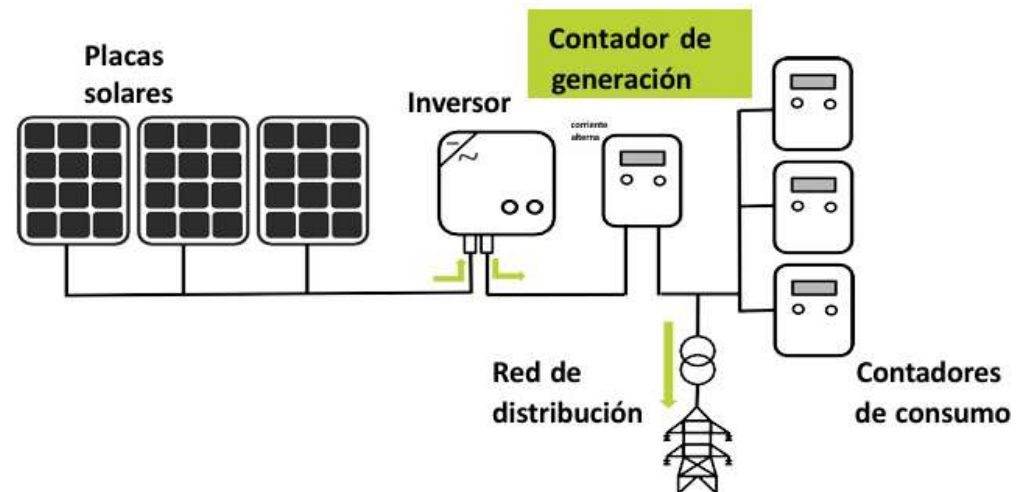 Placas
solares
Inversor
Contador de
generación
corriente
alterna
Red de
distribución
Contadores
de consumo